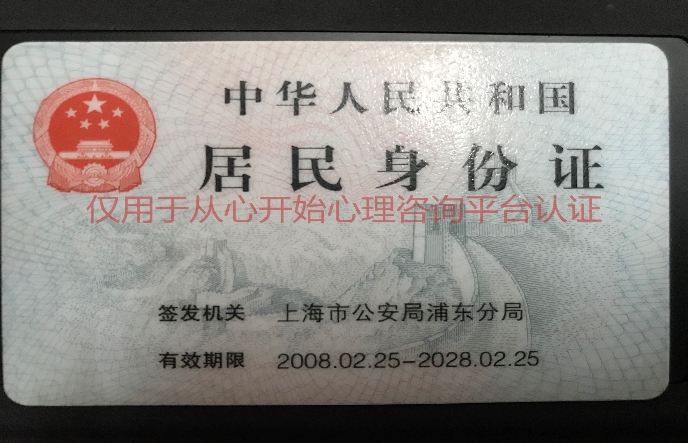 中华人民共和国
居民身份证
仅用于从心开始心理咨询平台认证
签发机关 上海市公安局浦东分局
有效期限 2008.02.25-2028.02.25